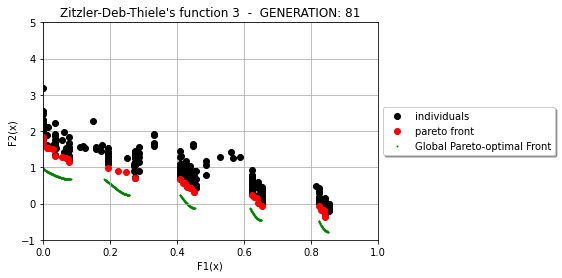 Zitzler-Deb-Thiele's function 3 - GENERATION: 81
5
4
3
2
1
0
−1
F2(x)
0.0 0.2 0.4 0.6 0.8 1.0
F1(x)
individuals
pareto front
Global Pareto-optimal Front